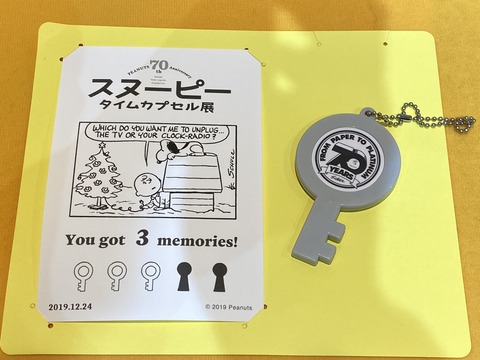 PEANUTS 70th Anniversary
スヌーピー
タイムカプセル展
WHICH DO YOU WANT ME TO UNPLUG...
THE TV OR YOUR CLOCK-RADIO?
SCHULZ
You got 3 memories!
2019.12.24
© 2019 Peanuts
FROM PAPER TO PLATINUM
70
YEARS